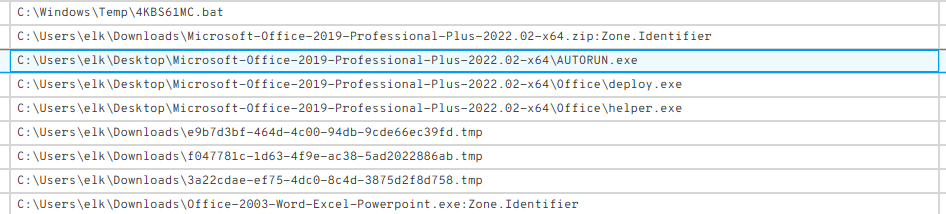 C:\Windows\Temp\4KBS61MC.bat
C:\Users\elk\Downloads\Microsoft-Office-2019-Professional-Plus-2022.02-x64.zip:Zone.Identifier
C:\Users\elk\Desktop\Microsoft-Office-2019-Professional-Plus-2022.02-x64\AUTORUN.exe
C:\Users\elk\Desktop\Microsoft-Office-2019-Professional-Plus-2022.02-x64\Office\deploy.exe
C:\Users\elk\Desktop\Microsoft-Office-2019-Professional-Plus-2022.02-x64\Office\helper.exe
C:\Users\elk\Downloads\e9b7d3bf-464d-4c00-94db-9cde66ec39fd.tmp
C:\Users\elk\Downloads\f047781c-1d63-4f9e-ac38-5ad2022886ab.tmp
C:\Users\elk\Downloads\3a22cdae-ef75-4dc0-8c4d-3875d2f8d758.tmp
C:\Users\elk\Downloads\Office-2003-Word-Excel-Powerpoint.exe:Zone.Identifier